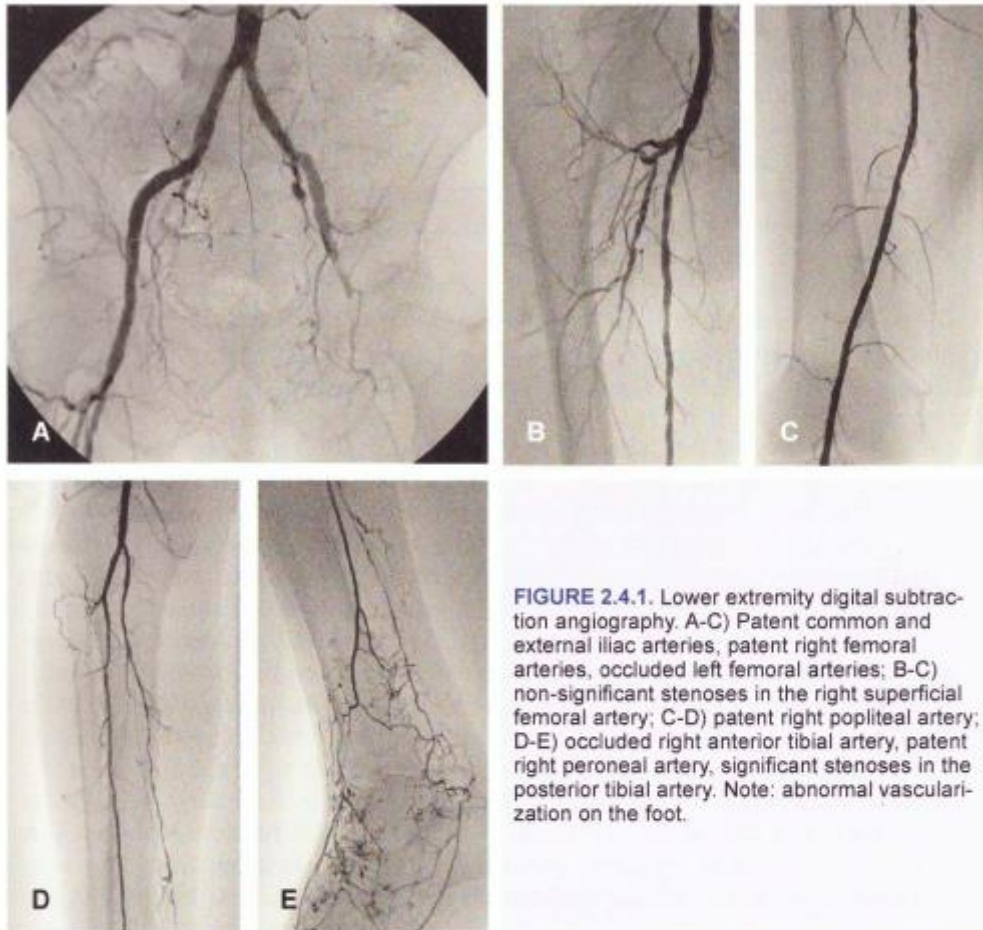 A
B
C
D
E
FIGURE 2.4.1. Lower extremity digital subtrac-
tion angiography. A-C) Patent common and
external iliac arteries, patent right femoral
arteries, occluded left femoral arteries; B-C)
non-significant stenoses in the right superficial
femoral artery; C-D) patent right popliteal artery;
D-E) occluded right anterior tibial artery, patent
right peroneal artery, significant stenoses in the
posterior tibial artery. Note: abnormal vasculari-
zation on the foot.